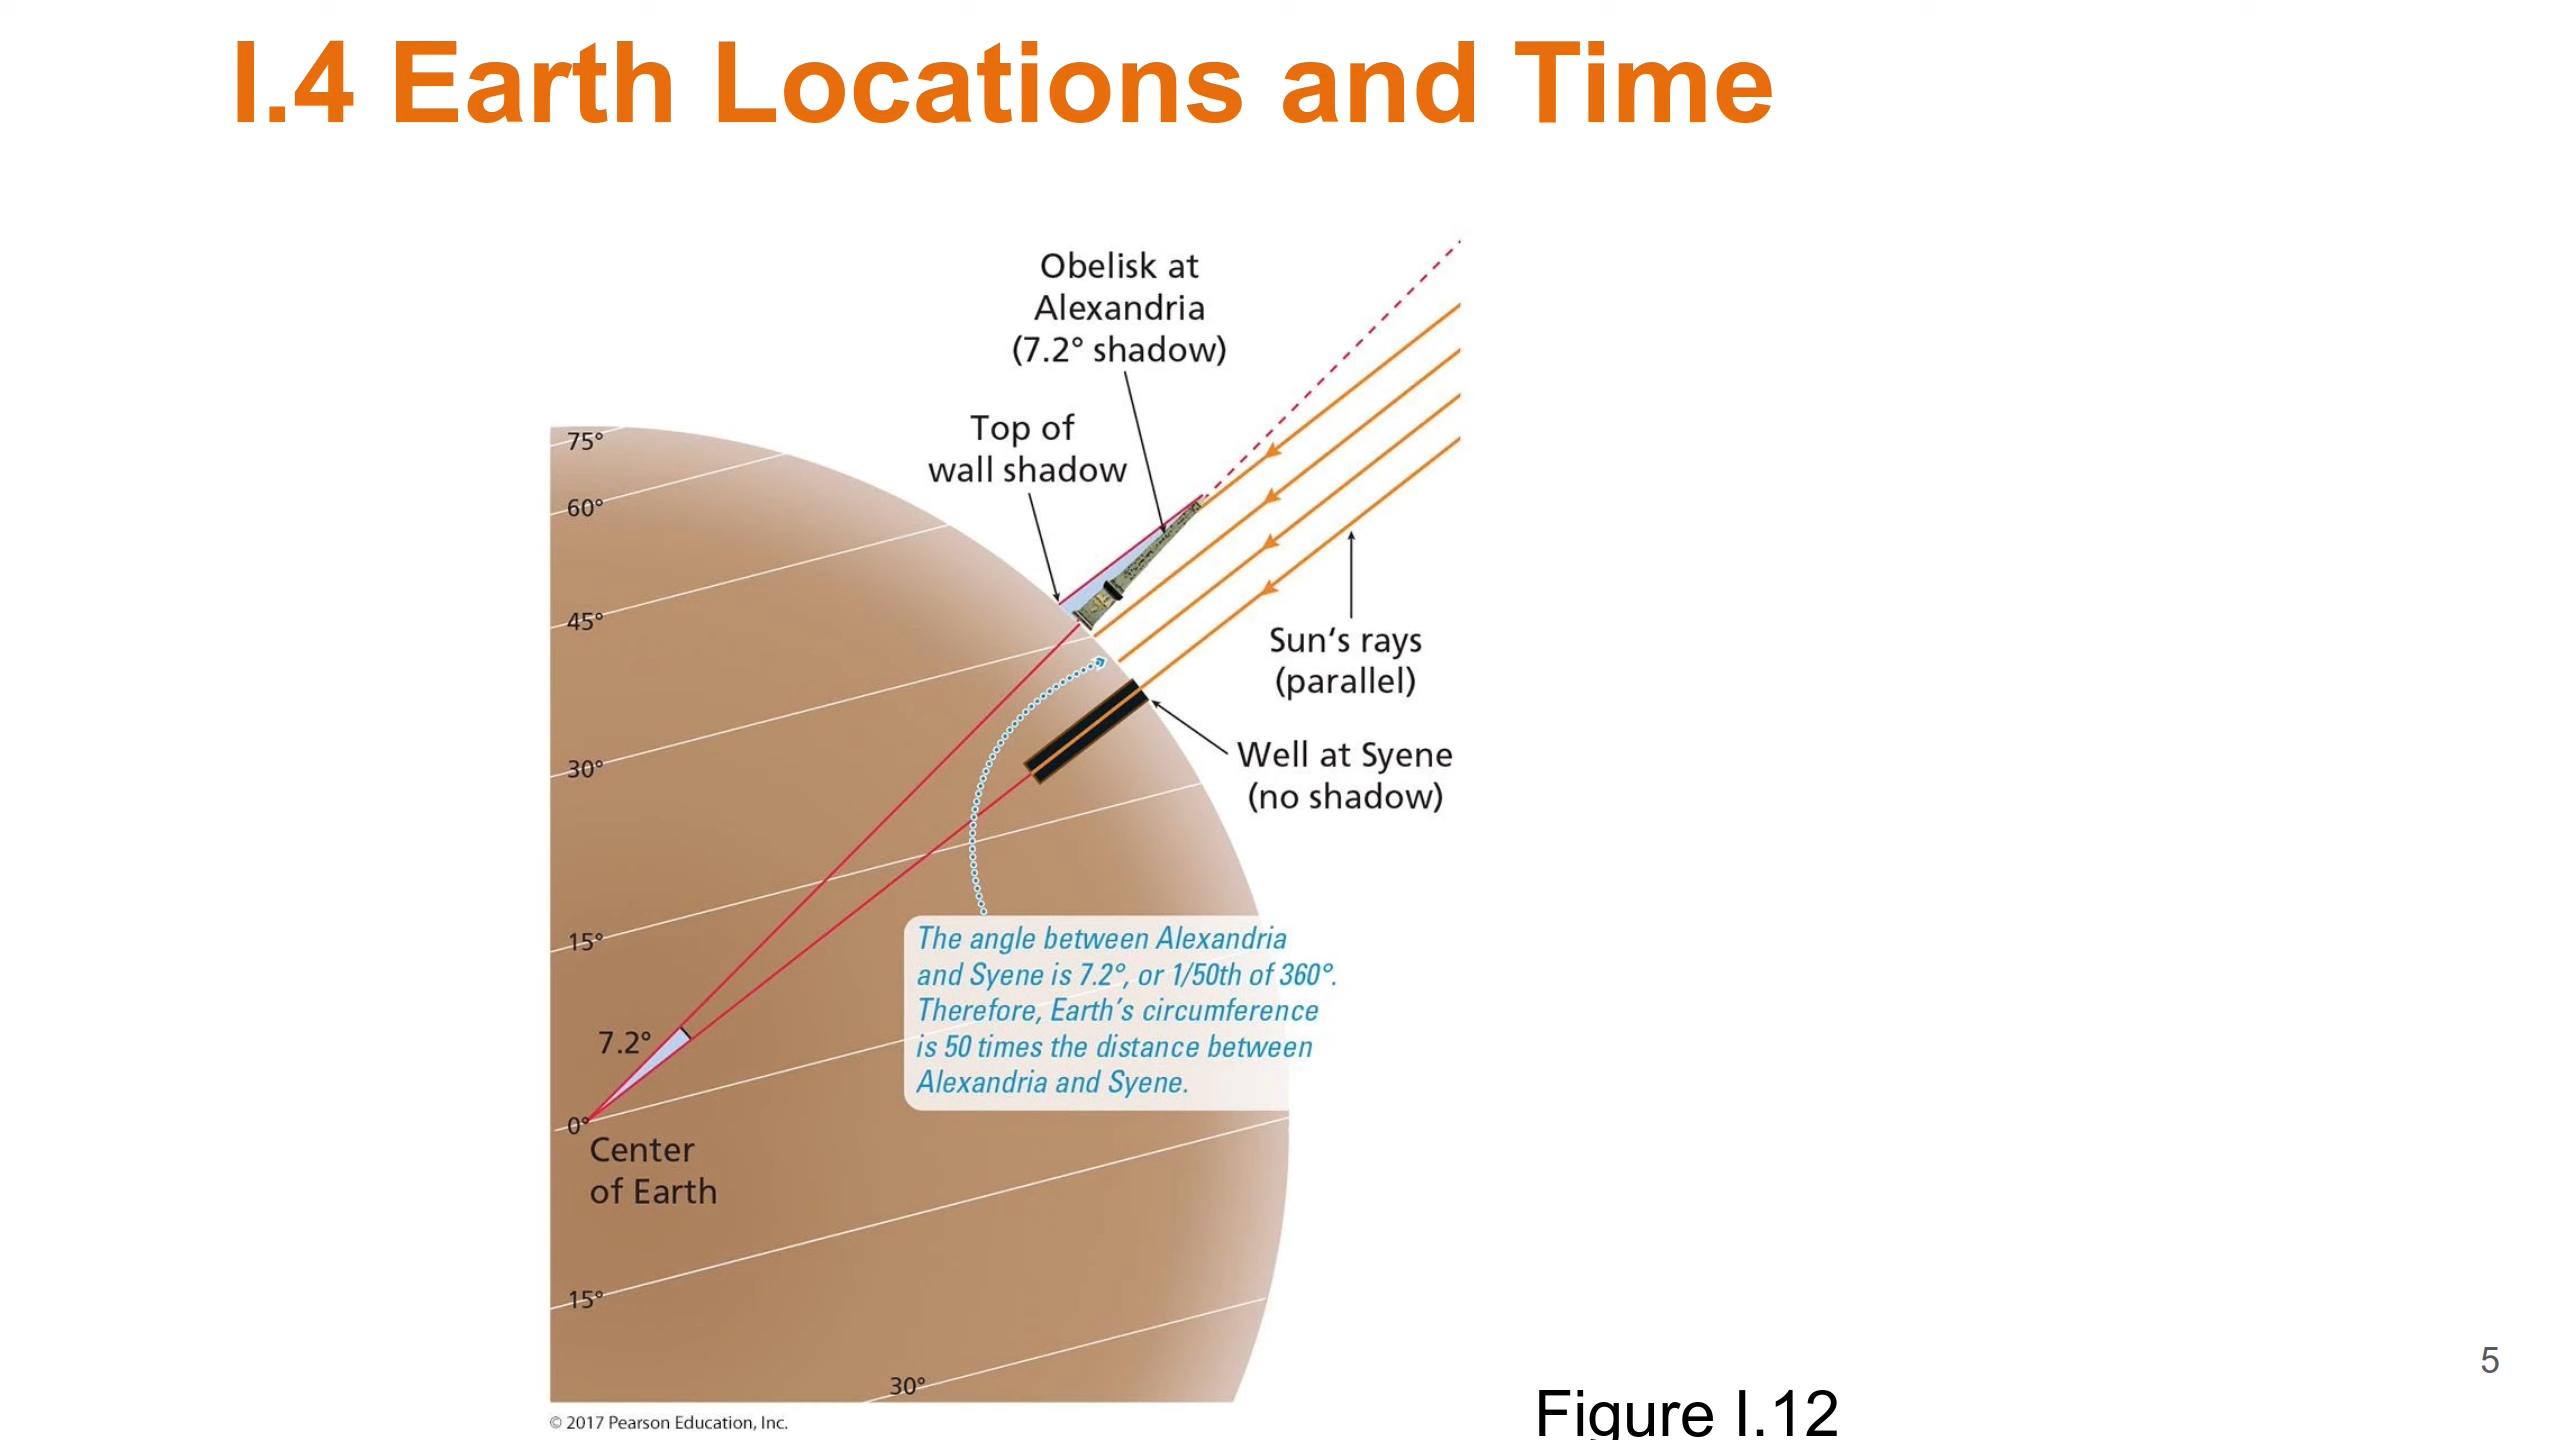 I.4 Earth Locations and Time
Obelisk at
Alexandria
(7.2° shadow)
Top of
wall shadow
75°
60°
45°
Sun's rays
(parallel)
Well at Syene
(no shadow)
30°
15°
The angle between Alexandria
and Syene is 7.2°, or 1/50th of 360°.
Therefore, Earth's circumference
is 50 times the distance between
Alexandria and Syene.
7.2°
0°
Center
of Earth
15°
30°
© 2017 Pearson Education, Inc.
Figure I.12
5